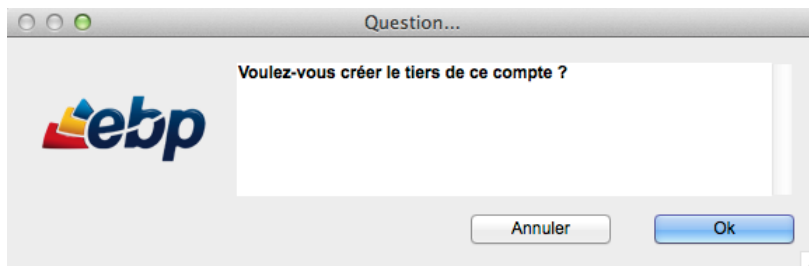 Question...
Voulez-vous créer le tiers de ce compte ?
ebp
Annuler
Ok